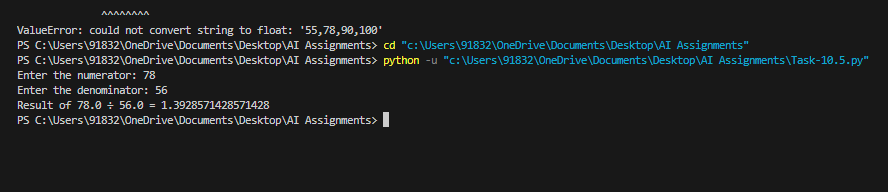 ^^^^^^^^
ValueError: could not convert string to float: '55,78,90,100'
PS C:\Users\91832\OneDrive\Documents\Desktop\AI Assignments> cd "c:\Users\91832\OneDrive\Documents\Desktop\AI Assignments"
PS C:\Users\91832\OneDrive\Documents\Desktop\AI Assignments> python -u "c:\Users\91832\OneDrive\Documents\Desktop\AI Assignments\Task-10.5.py"
Enter the numerator: 78
Enter the denominator: 56
Result of 78.0 ÷ 56.0 = 1.3928571428571428
PS C:\Users\91832\OneDrive\Documents\Desktop\AI Assignments>